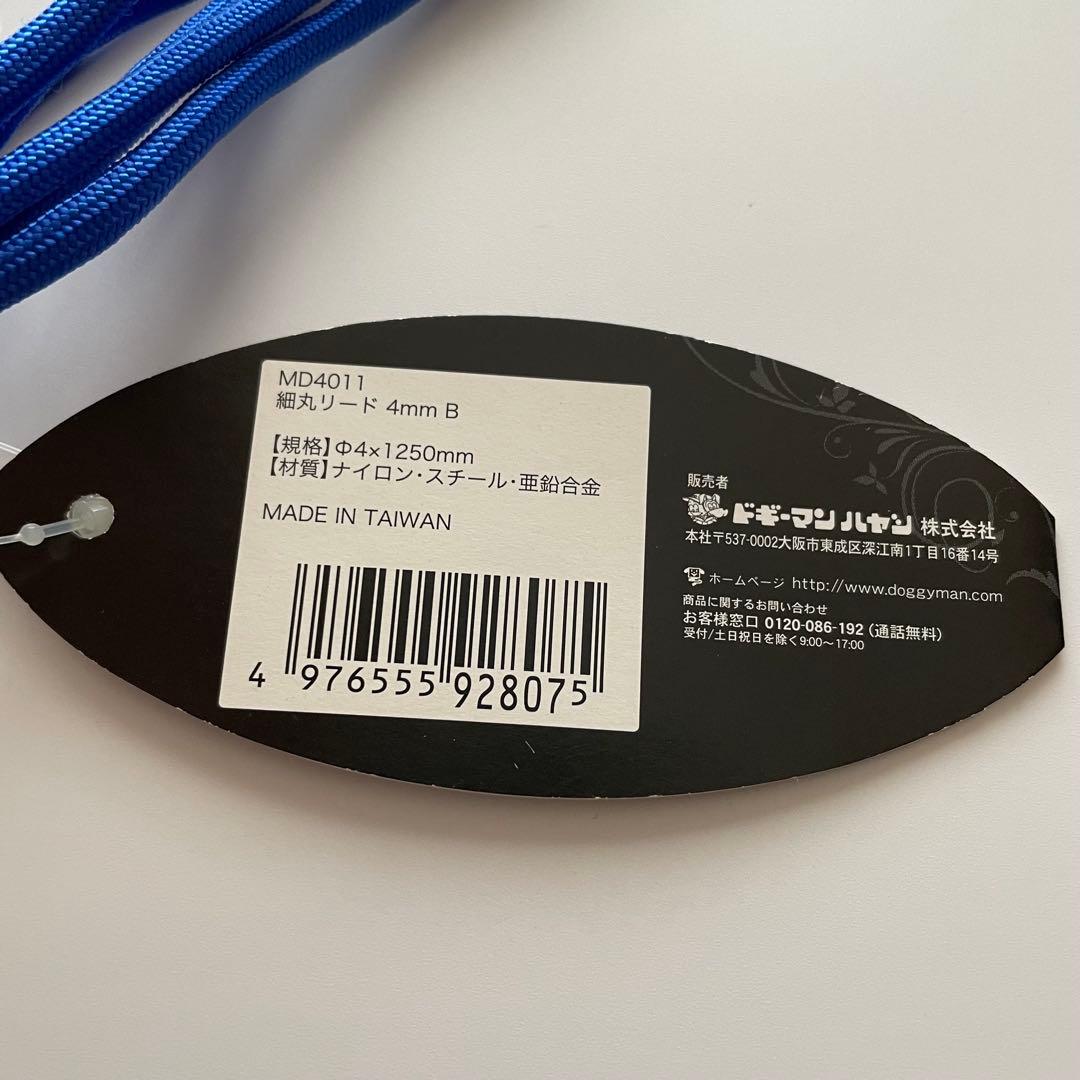 MD4011
細丸リード 4mm B
【規格】Φ4×1250mm
【材質】ナイロン・スチール・亜鉛合金
MADE IN TAIWAN
4 976555 928075
販売者
ドギーマンハヤシ 株式会社
本社〒537-0002大阪市東成区深江南1丁目16番14号
ホームページ http://www.doggyman.com
商品に関するお問い合わせ
お客様窓口 0120-086-192 (通話無料)
受付/土日祝日を除く9:00〜17:00